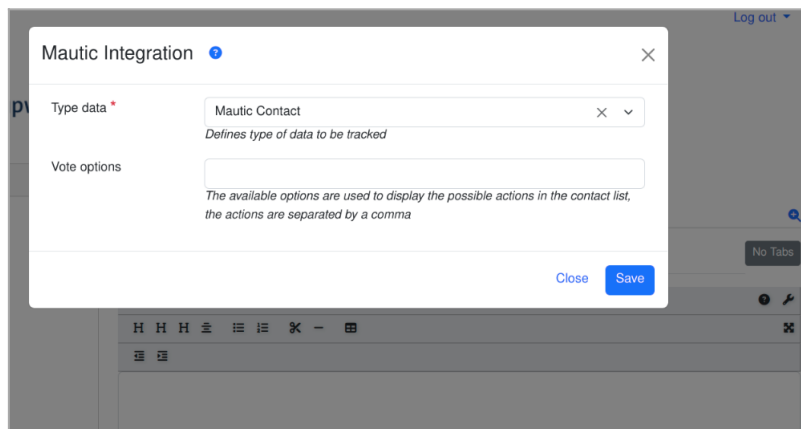 Log out
Mautic Integration
Type data *
Mautic Contact
Defines type of data to be tracked
Vote options
The available options are used to display the possible actions in the contact list,
the actions are separated by a comma
No Tabs
Close Save
H H H